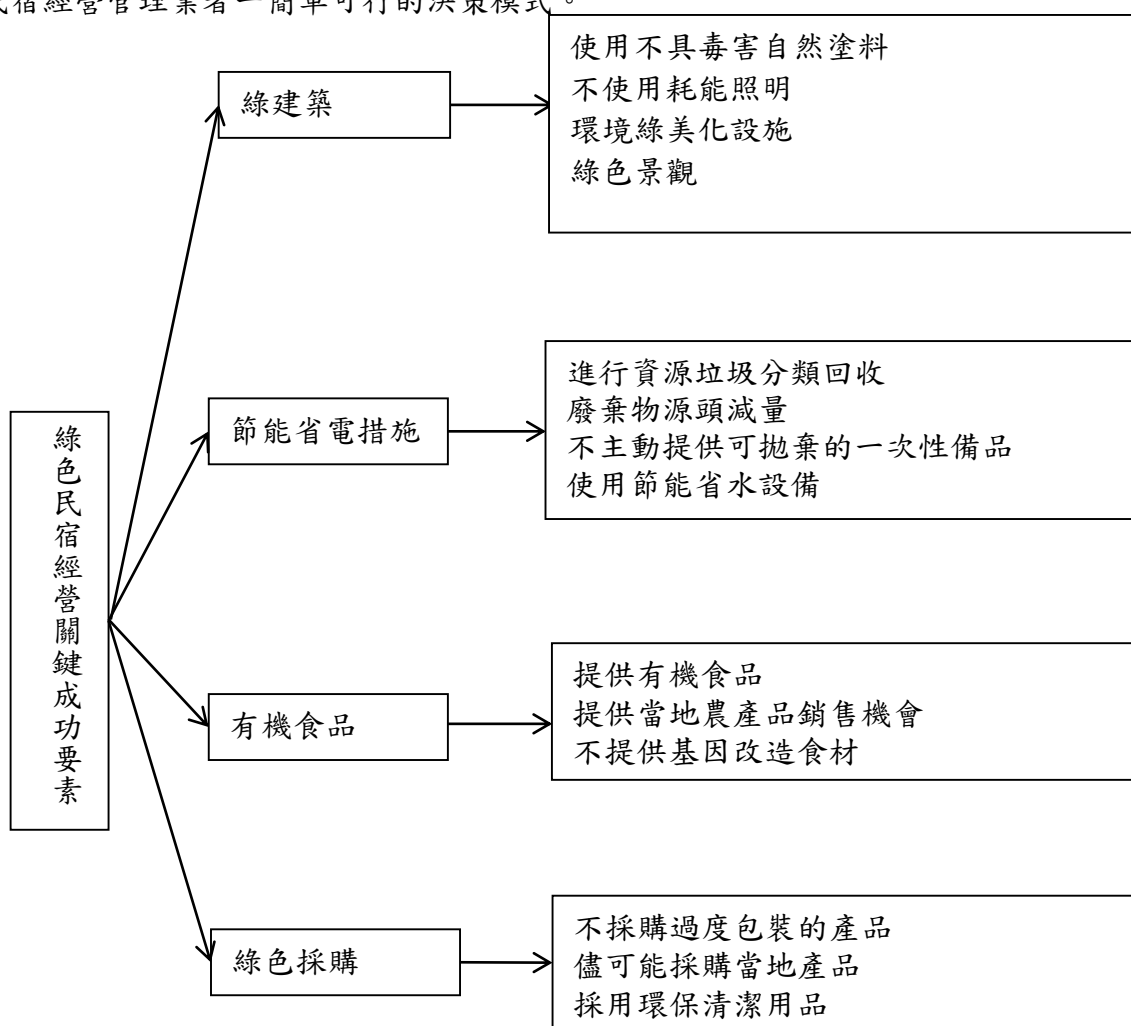 民宿經營管理業者一簡單可行的決策模式。
綠建築
使用不具毒害自然塗料
不使用耗能照明
環境綠美化設施
綠色景觀
節能省電措施
進行資源垃圾分類回收
廢棄物源頭減量
不主動提供可拋棄的一次性備品
使用節能省水設備
綠色民宿經營關鍵成功要素
有機食品
提供有機食品
提供當地農產品銷售機會
不提供基因改造食材
綠色採購
不採購過度包裝的產品
儘可能採購當地產品
採用環保清潔用品